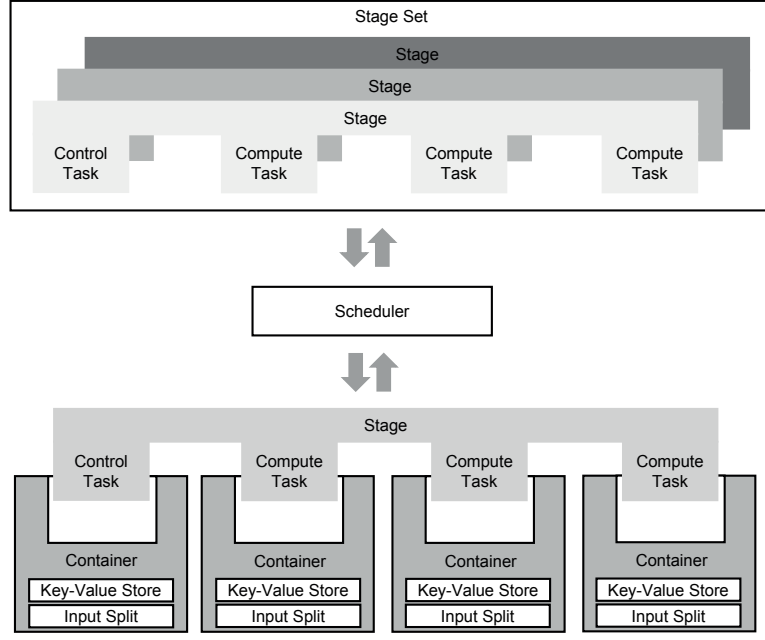 Stage Set
Stage
Stage
Stage
Control Task
Compute Task
Compute Task
Compute Task
Scheduler
Stage
Control Task
Compute Task
Compute Task
Compute Task
Container
Container
Container
Container
Key-Value Store
Key-Value Store
Key-Value Store
Key-Value Store
Input Split
Input Split
Input Split
Input Split